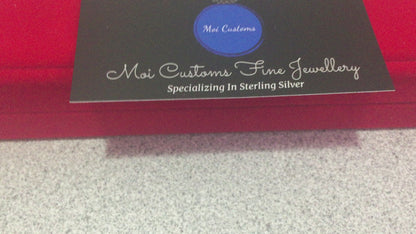 Moi Customs
Moi Customs Fine Jewellery
Specializing In Sterling Silver